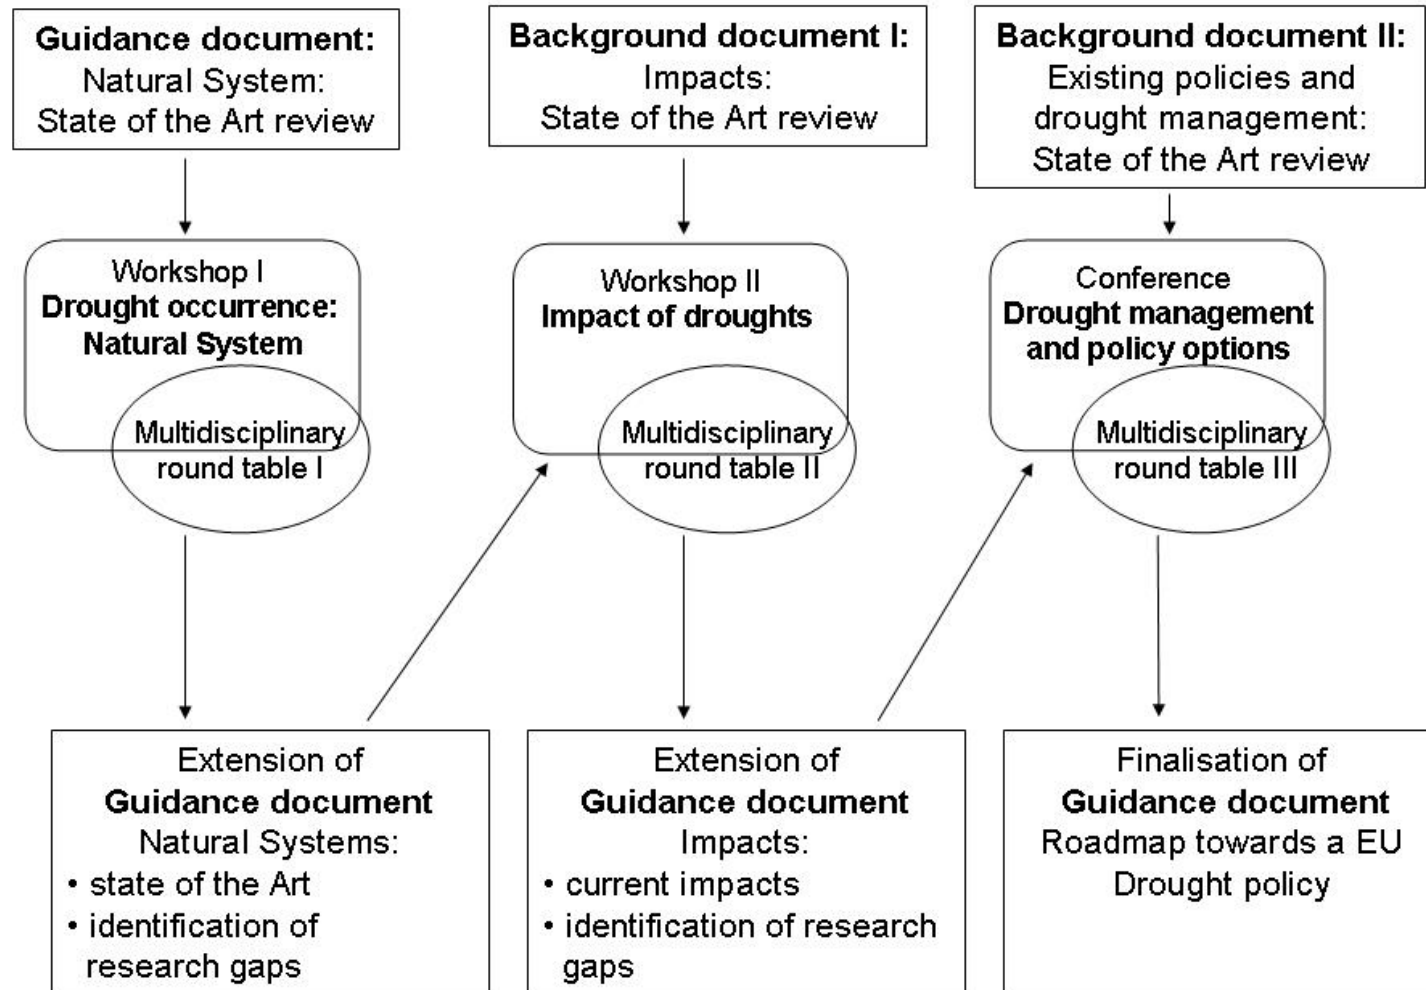 Guidance document:
Natural System:
State of the Art review
Background document I:
Impacts:
State of the Art review
Background document II:
Existing policies and
drought management:
State of the Art review
Workshop I
Drought occurrence:
Natural System
Multidisciplinary
round table I
Workshop II
Impact of droughts
Multidisciplinary
round table II
Conference
Drought management
and policy options
Multidisciplinary
round table III
Extension of
Guidance document
Natural Systems:
• state of the Art
• identification of
research gaps
Extension of
Guidance document
Impacts:
• current impacts
• identification of research
gaps
Finalisation of
Guidance document
Roadmap towards a EU
Drought policy